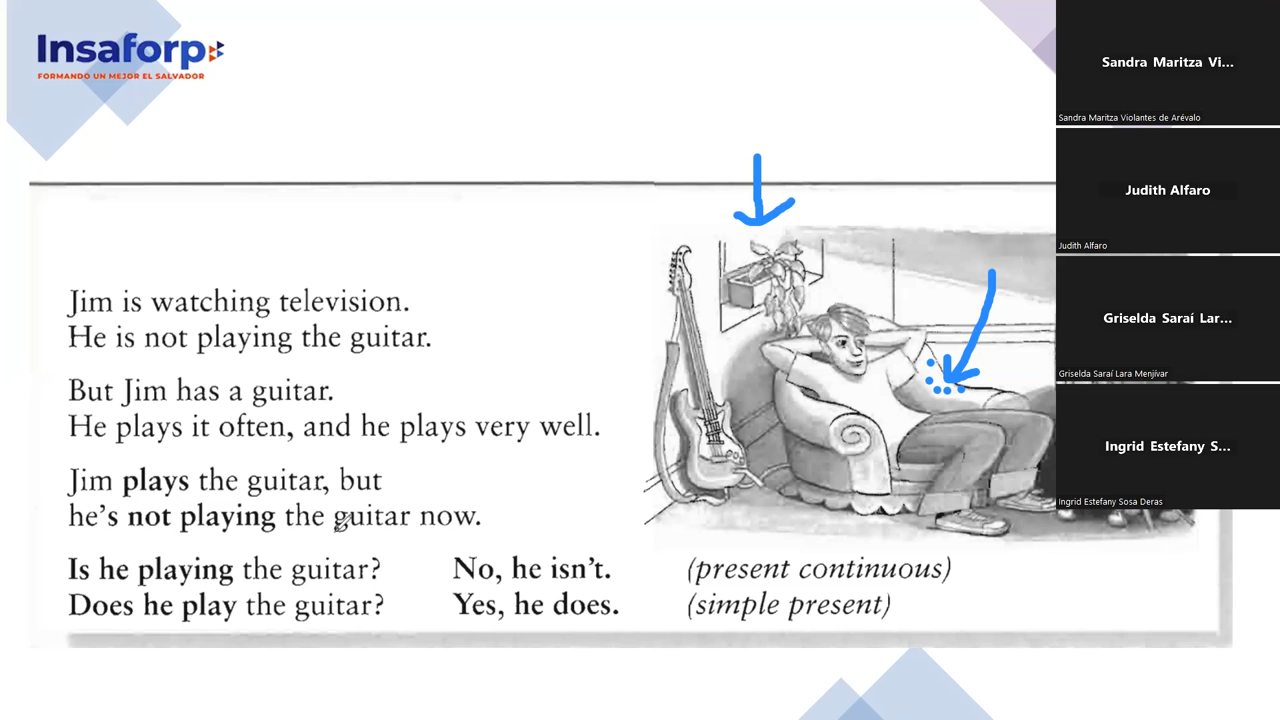 Insaforp
FORMANDO UN MEJOR EL SALVADOR
Jim is watching television.
He is not playing the guitar.
But Jim has a guitar.
He plays it often, and he plays very well.
Jim plays the guitar, but
he's not playing the guitar now.
Is he playing the guitar? No, he isn't. (present continuous)
Does he play the guitar? Yes, he does. (simple present)
Sandra Maritza Vi...
Sandra Maritza Violantes de Arévalo
Judith Alfaro
Judith Alfaro
Griselda Saraí Lar...
Griselda Saraí Lara Menjívar
Ingrid Estefany S...
Ingrid Estefany Sosa Deras